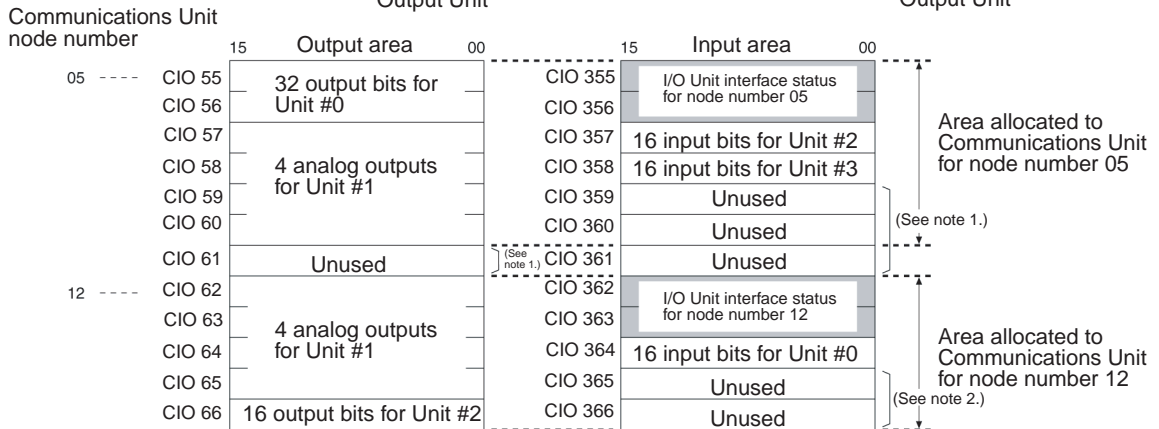 Output Unit
Output Unit
Communications Unit
node number
15 Output area 00
15 Input area 00
05 ---- CIO 55
32 output bits for
Unit #0
CIO 56
CIO 57
CIO 58
4 analog outputs
for Unit #1
CIO 59
CIO 60
CIO 61
Unused
(See
note 1.)
12 ---- CIO 62
CIO 63
4 analog outputs
for Unit #1
CIO 64
CIO 65
CIO 66
16 output bits for Unit #2
CIO 355
I/O Unit interface status
for node number 05
CIO 356
CIO 357
16 input bits for Unit #2
CIO 358
16 input bits for Unit #3
CIO 359
Unused
CIO 360
Unused
(See note 1.)
CIO 361
Unused
Area allocated to
Communications Unit
for node number 05
CIO 362
I/O Unit interface status
for node number 12
CIO 363
CIO 364
16 input bits for Unit #0
CIO 365
Unused
CIO 366
Unused
(See note 2.)
Area allocated to
Communications Unit
for node number 12